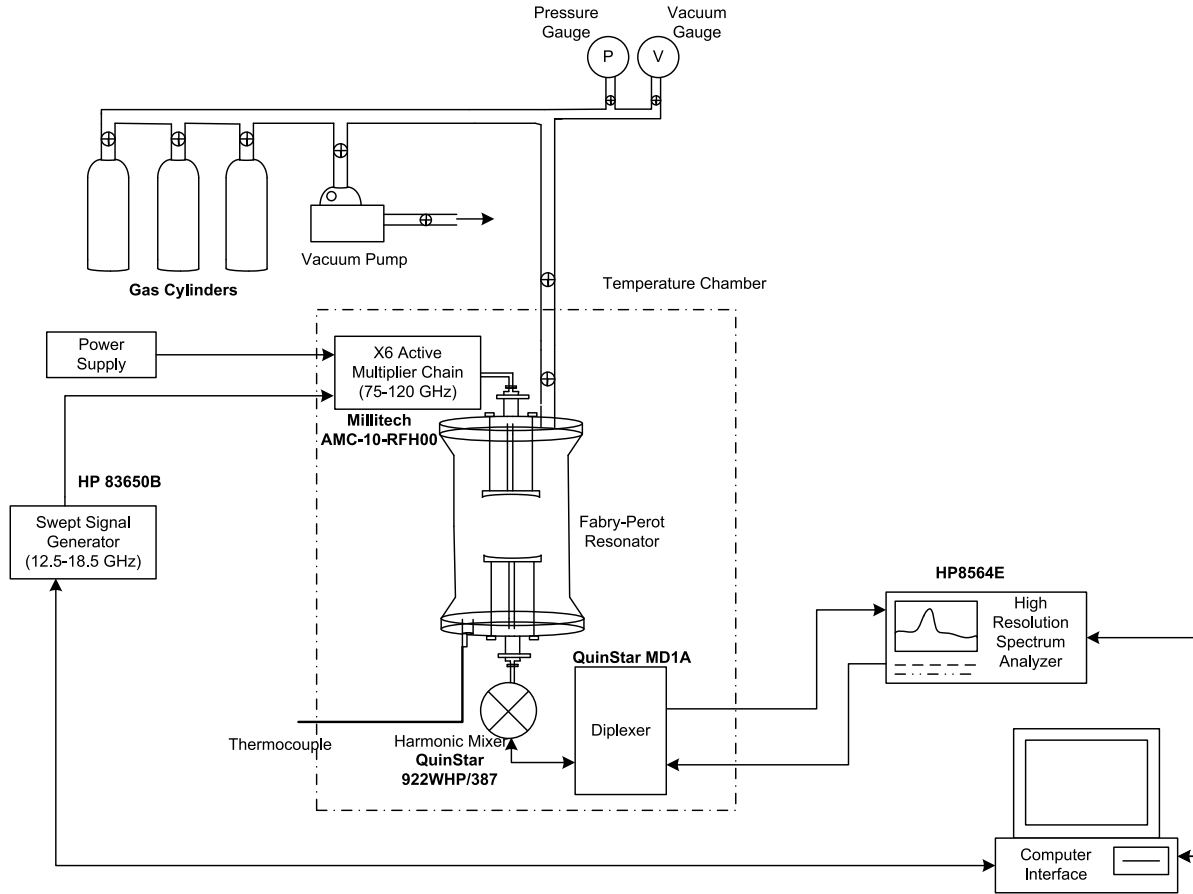 Pressure
Gauge
Vacuum
Gauge
P
V
Vacuum Pump
Gas Cylinders
Temperature Chamber
Power
Supply
X6 Active
Multiplier Chain
(75-120 GHz)
Millitech
AMC-10-RFH00
HP 83650B
Swept Signal
Generator
(12.5-18.5 GHz)
Fabry-Perot
Resonator
HP8564E
High
Resolution
Spectrum
Analyzer
QuinStar MD1A
Diplexer
Thermocouple
Harmonic Mixer
QuinStar
922WHP/387
Computer
Interface